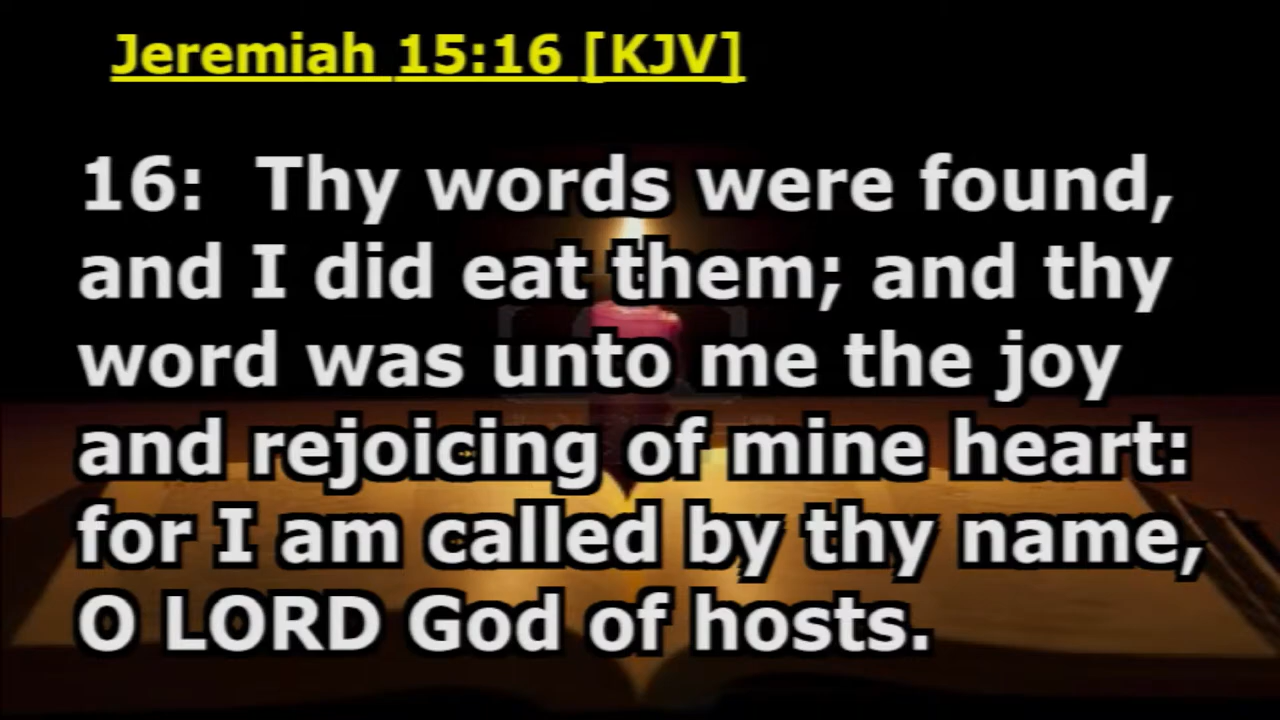 Jeremiah 15:16 [KJV]
16:  Thy words were found,
and I did eat them; and thy
word was unto me the joy
and rejoicing of mine heart:
for I am called by thy name,
O LORD God of hosts.